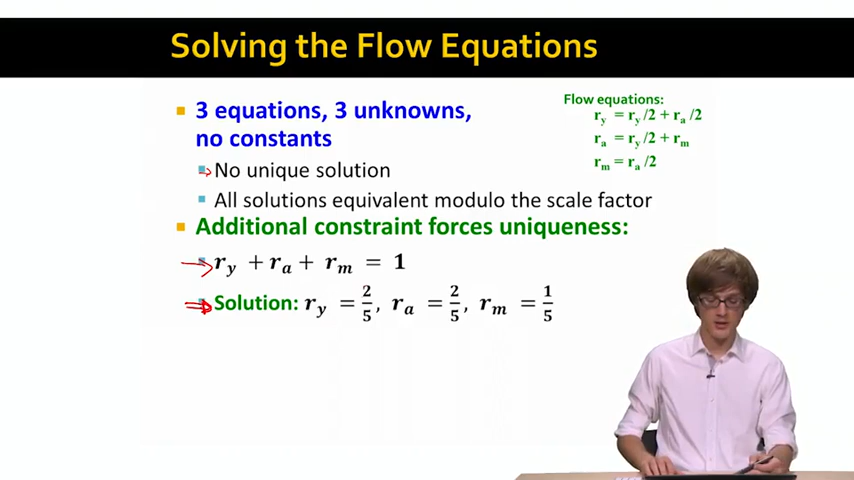 Solving the Flow Equations
3 equations, 3 unknowns,
no constants
No unique solution
All solutions equivalent modulo the scale factor
Additional constraint forces uniqueness:
r_y + r_a + r_m = 1
Solution: r_y = 2/5, r_a = 2/5, r_m = 1/5
Flow equations:
r_y = r_y /2 + r_a /2
r_a = r_y /2 + r_m
r_m = r_a /2